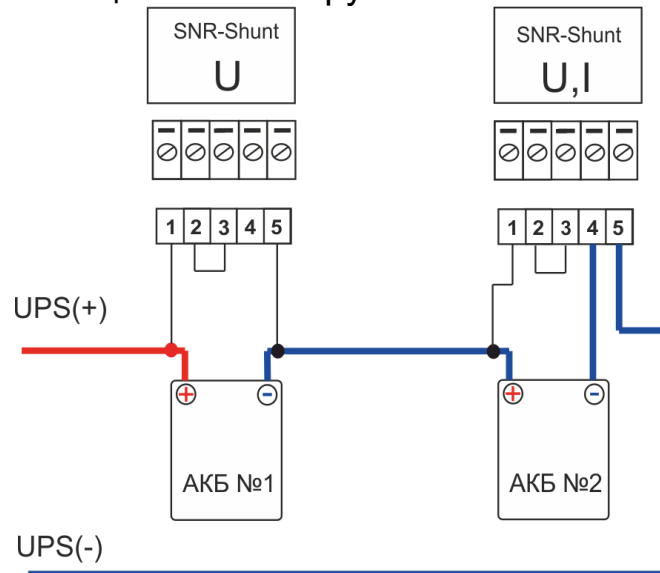 SNR-Shunt
U
SNR-Shunt
U,I
1 2 3 4 5
1 2 3 4 5
UPS(+)
+
-
+
-
АКБ №1
АКБ №2
UPS(-)